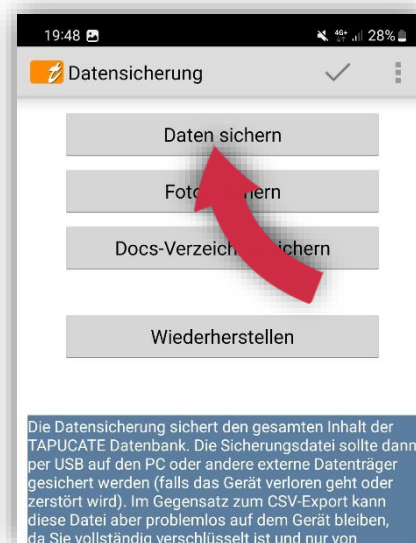 19:48 4G+ 28%
t Datensicherung
Daten sichern
Docs-Verzeich
Wiederherstellen
Die Datensicherung sichert den gesamten Inhalt der
TAPUCATE Datenbank. Die Sicherungsdatei sollte dann
per USB auf den PC oder andere externe Datenträger
gesichert werden (falls das Gerät verloren geht oder
zerstört wird). Im Gegensatz zum CSV-Export kann
diese Datei aber problemlos auf dem Gerät bleiben,
da Sie vollständig verschlüsselt ist und nur von